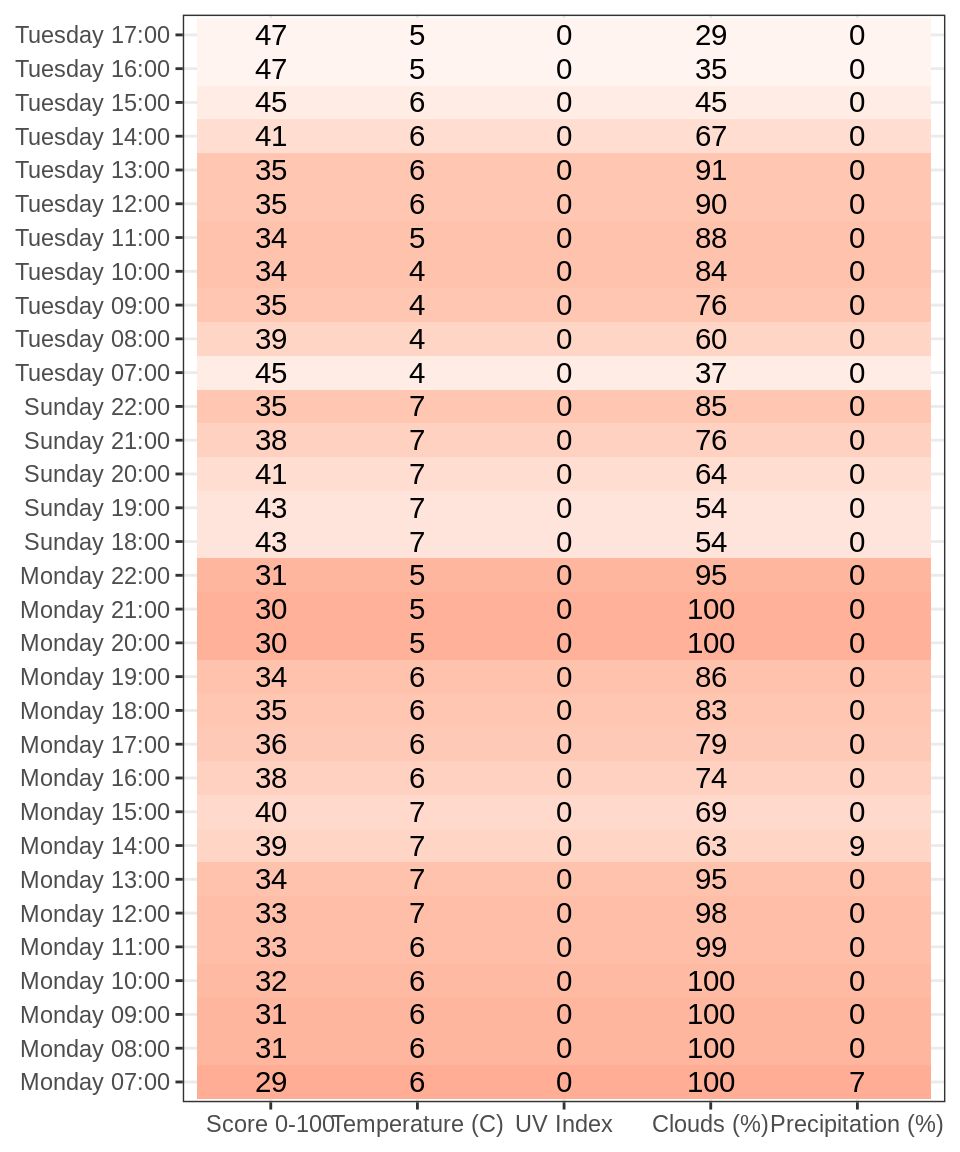 Tuesday 17:00 47 5 0 29 0
Tuesday 16:00 47 5 0 35 0
Tuesday 15:00 45 6 0 45 0
Tuesday 14:00 41 6 0 67 0
Tuesday 13:00 35 6 0 91 0
Tuesday 12:00 35 6 0 90 0
Tuesday 11:00 34 5 0 88 0
Tuesday 10:00 34 4 0 84 0
Tuesday 09:00 35 4 0 76 0
Tuesday 08:00 39 4 0 60 0
Tuesday 07:00 45 4 0 37 0
Sunday 22:00 35 7 0 85 0
Sunday 21:00 38 7 0 76 0
Sunday 20:00 41 7 0 64 0
Sunday 19:00 43 7 0 54 0
Sunday 18:00 43 7 0 54 0
Monday 22:00 31 5 0 95 0
Monday 21:00 30 5 0 100 0
Monday 20:00 30 5 0 100 0
Monday 19:00 34 6 0 86 0
Monday 18:00 35 6 0 83 0
Monday 17:00 36 6 0 79 0
Monday 16:00 38 6 0 74 0
Monday 15:00 40 7 0 69 0
Monday 14:00 39 7 0 63 9
Monday 13:00 34 7 0 95 0
Monday 12:00 33 7 0 98 0
Monday 11:00 33 6 0 99 0
Monday 10:00 32 6 0 100 0
Monday 09:00 31 6 0 100 0
Monday 08:00 31 6 0 100 0
Monday 07:00 29 6 0 100 7
Score 0-100 Temperature (C) UV Index Clouds (%) Precipitation (%)